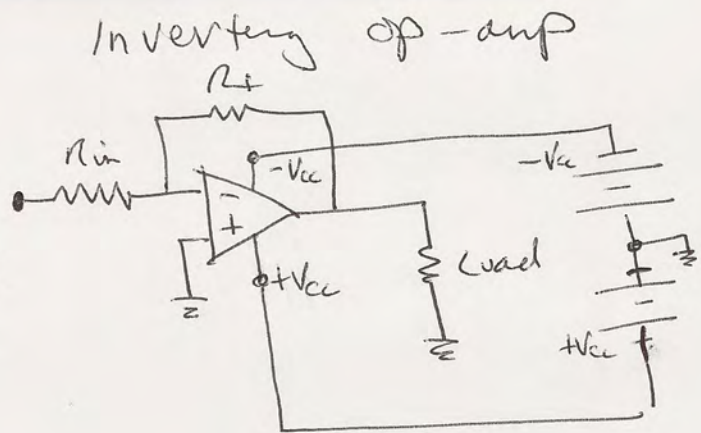 Inverting op-amp
Rf
Rin
-Vcc
-Vcc
-
+
+Vcc
Load
+Vcc +